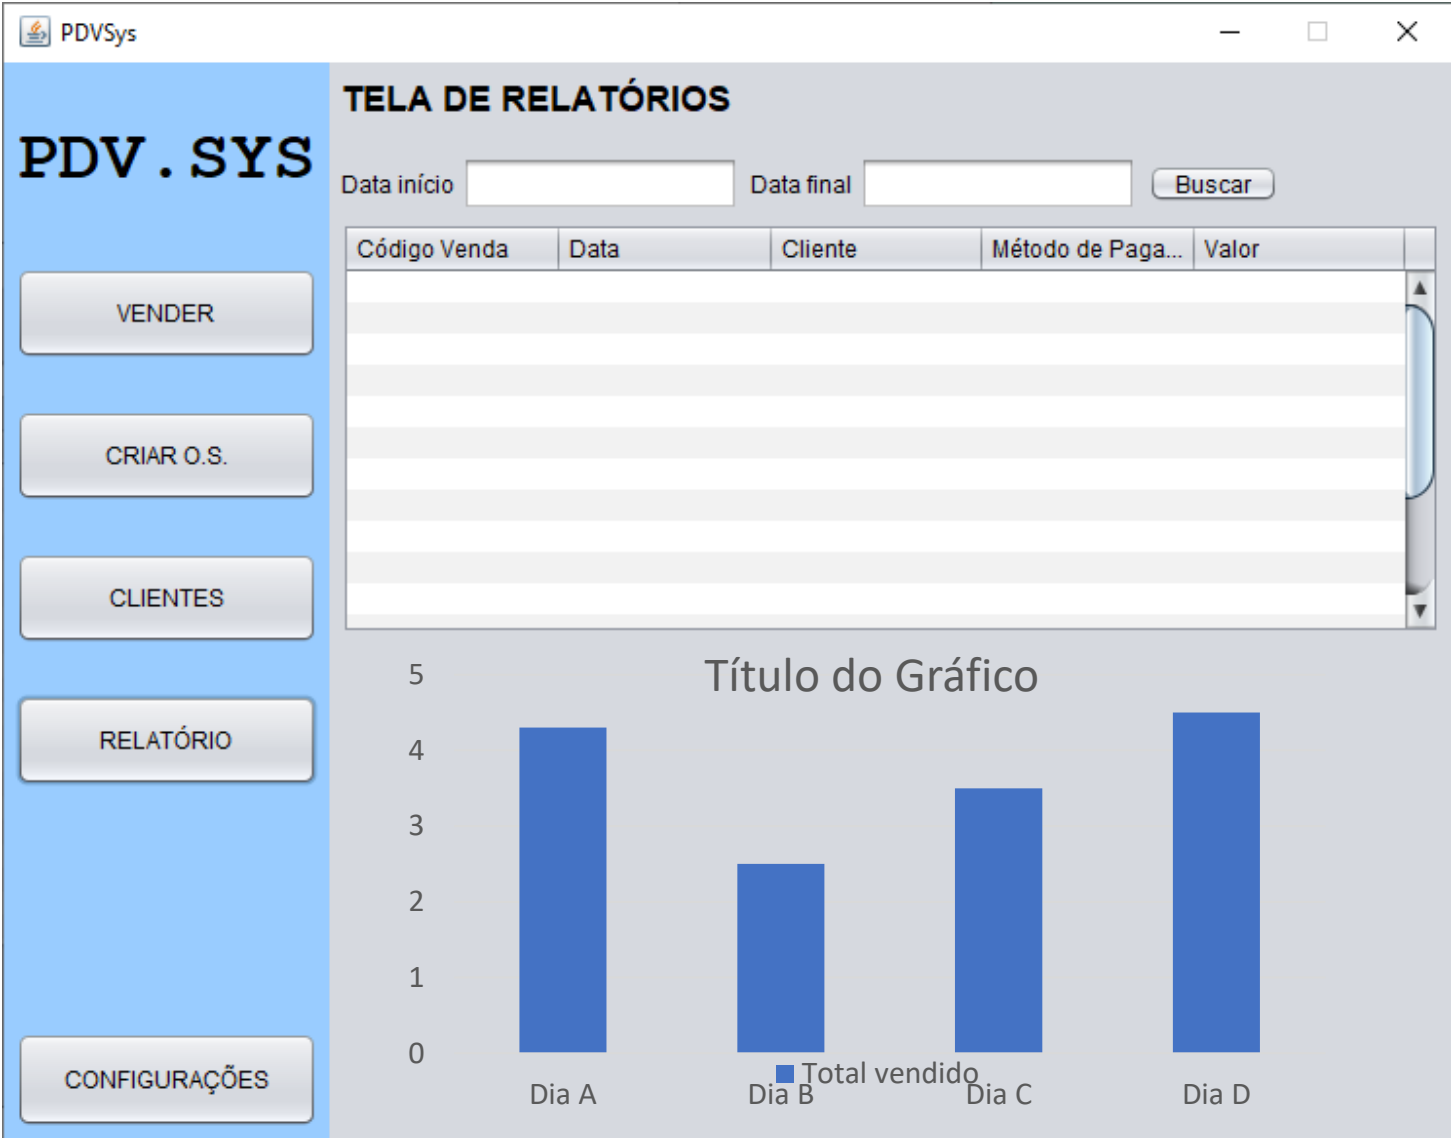 PDVSys
PDV.SYS
VENDER
CRIAR O.S.
CLIENTES
RELATÓRIO
CONFIGURAÇÕES
TELA DE RELATÓRIOS
Data início
Data final
Buscar
Código Venda Data Cliente Método de Paga... Valor
Título do Gráfico
5
4
3
2
1
0
Total vendido
Dia A Dia B Dia C Dia D